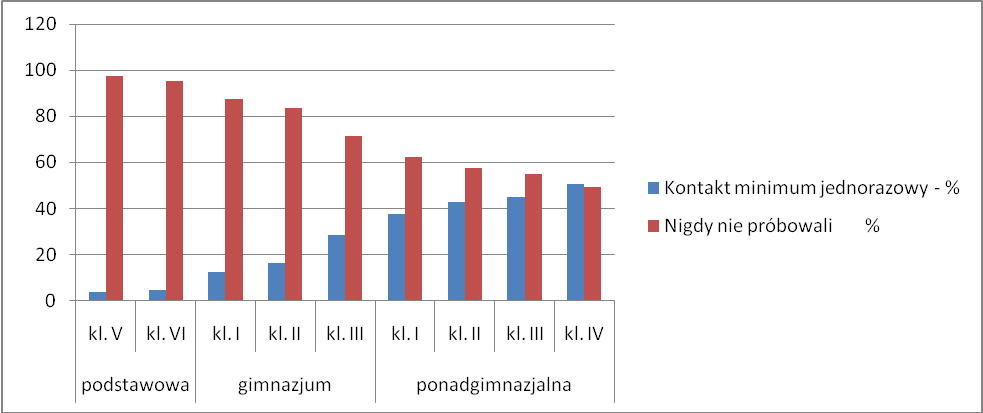 120
100
80
60
40
20
0
kl. V kl. VI kl. I kl. II kl. III kl. I kl. II kl. III kl. IV
podstawowa gimnazjum ponadgimnazjalna
Kontakt minimum jednorazowy - %
Nigdy nie próbowali %